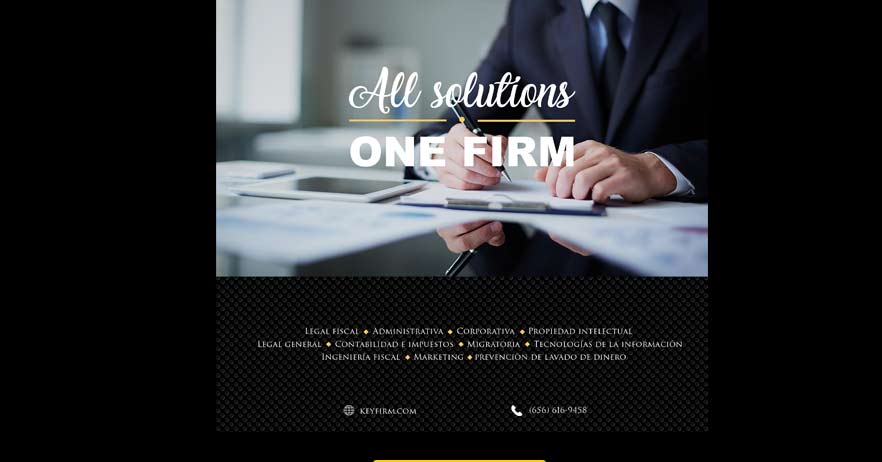 All solutions
ONE FIRM
Legal fiscal ◆ Administrativa ◆ Corporativa ◆ Propiedad intelectual
Legal general ◆ Contabilidad e impuestos ◆ Migratoria ◆ Tecnologías de la información
Ingeniería fiscal ◆ Marketing ◆ prevención de lavado de dinero
keyfirm.com
(656) 616-9458